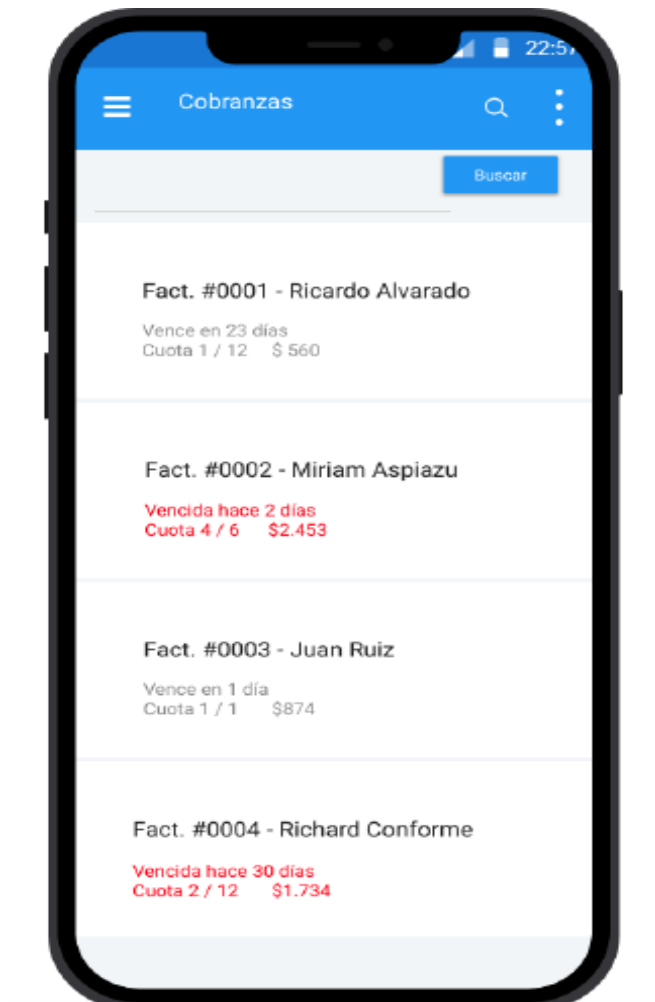 22:57
Cobranzas
Buscar
Fact. #0001 - Ricardo Alvarado
Vence en 23 días
Cuota 1 / 12 $ 560
Fact. #0002 - Miriam Aspiazu
Vencida hace 2 días
Cuota 4 / 6 $2.453
Fact. #0003 - Juan Ruiz
Vence en 1 día
Cuota 1 / 1 $874
Fact. #0004 - Richard Conforme
Vencida hace 30 días
Cuota 2 / 12 $1.734